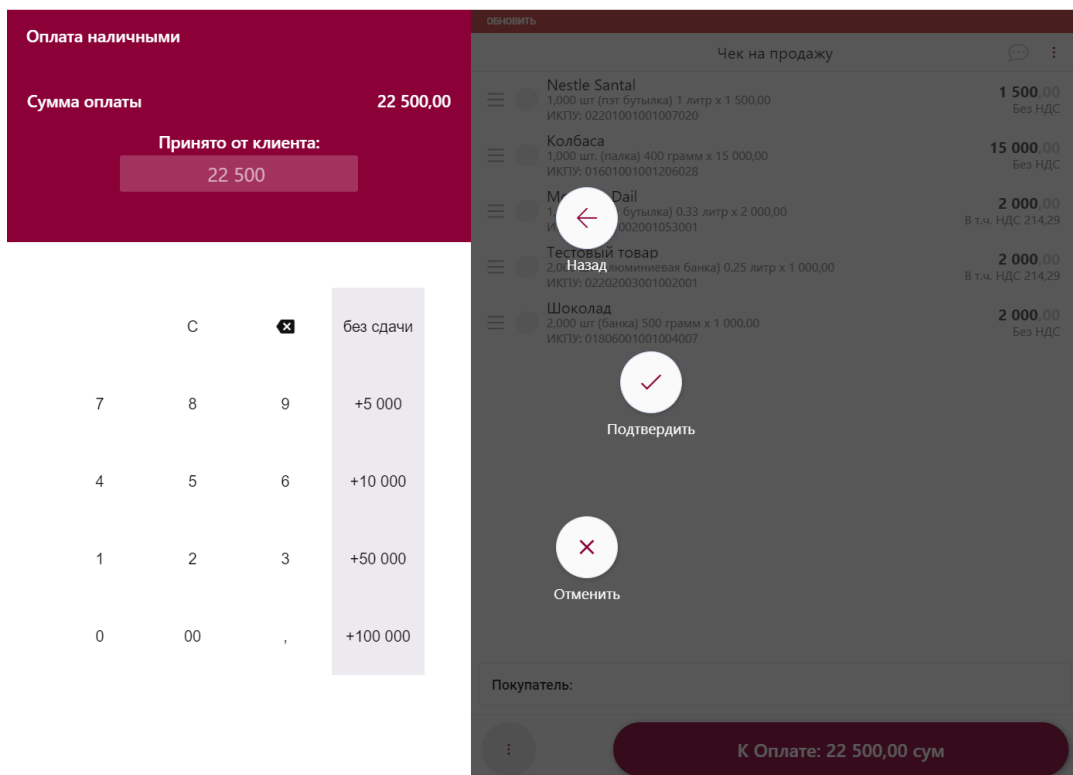 Оплата наличными
Сумма оплаты 22 500,00
Принято от клиента:
22 500
C без сдачи
7 8 9 +5 000
4 5 6 +10 000
1 2 3 +50 000
0 00 , +100 000
ОБНОВИТЬ
Чек на продажу
Nestle Santal 1 500,00
1,000 шт (пэт бутылка) 1 литр x 1 500,00 Без НДС
ИКПУ: 02201001001007020
Колбаса 15 000,00
1,000 шт. (палка) 400 грамм x 15 000,00 Без НДС
ИКПУ: 01601001001206028
Dail 2 000,00
бутылка) 0.33 литр x 2 000,00 В т.ч. НДС 214,29
002001053001
Тестовый товар 2 000,00
0.25 литр x 1 000,00 В т.ч. НДС 214,29
ИКПУ: 02202003001002001
Назад
Шоколад 2 000,00
2,000 шт (банка) 500 грамм x 1 000,00 Без НДС
ИКПУ: 01806001001004007
Подтвердить
Отменить
Покупатель:
К Оплате: 22 500,00 сум